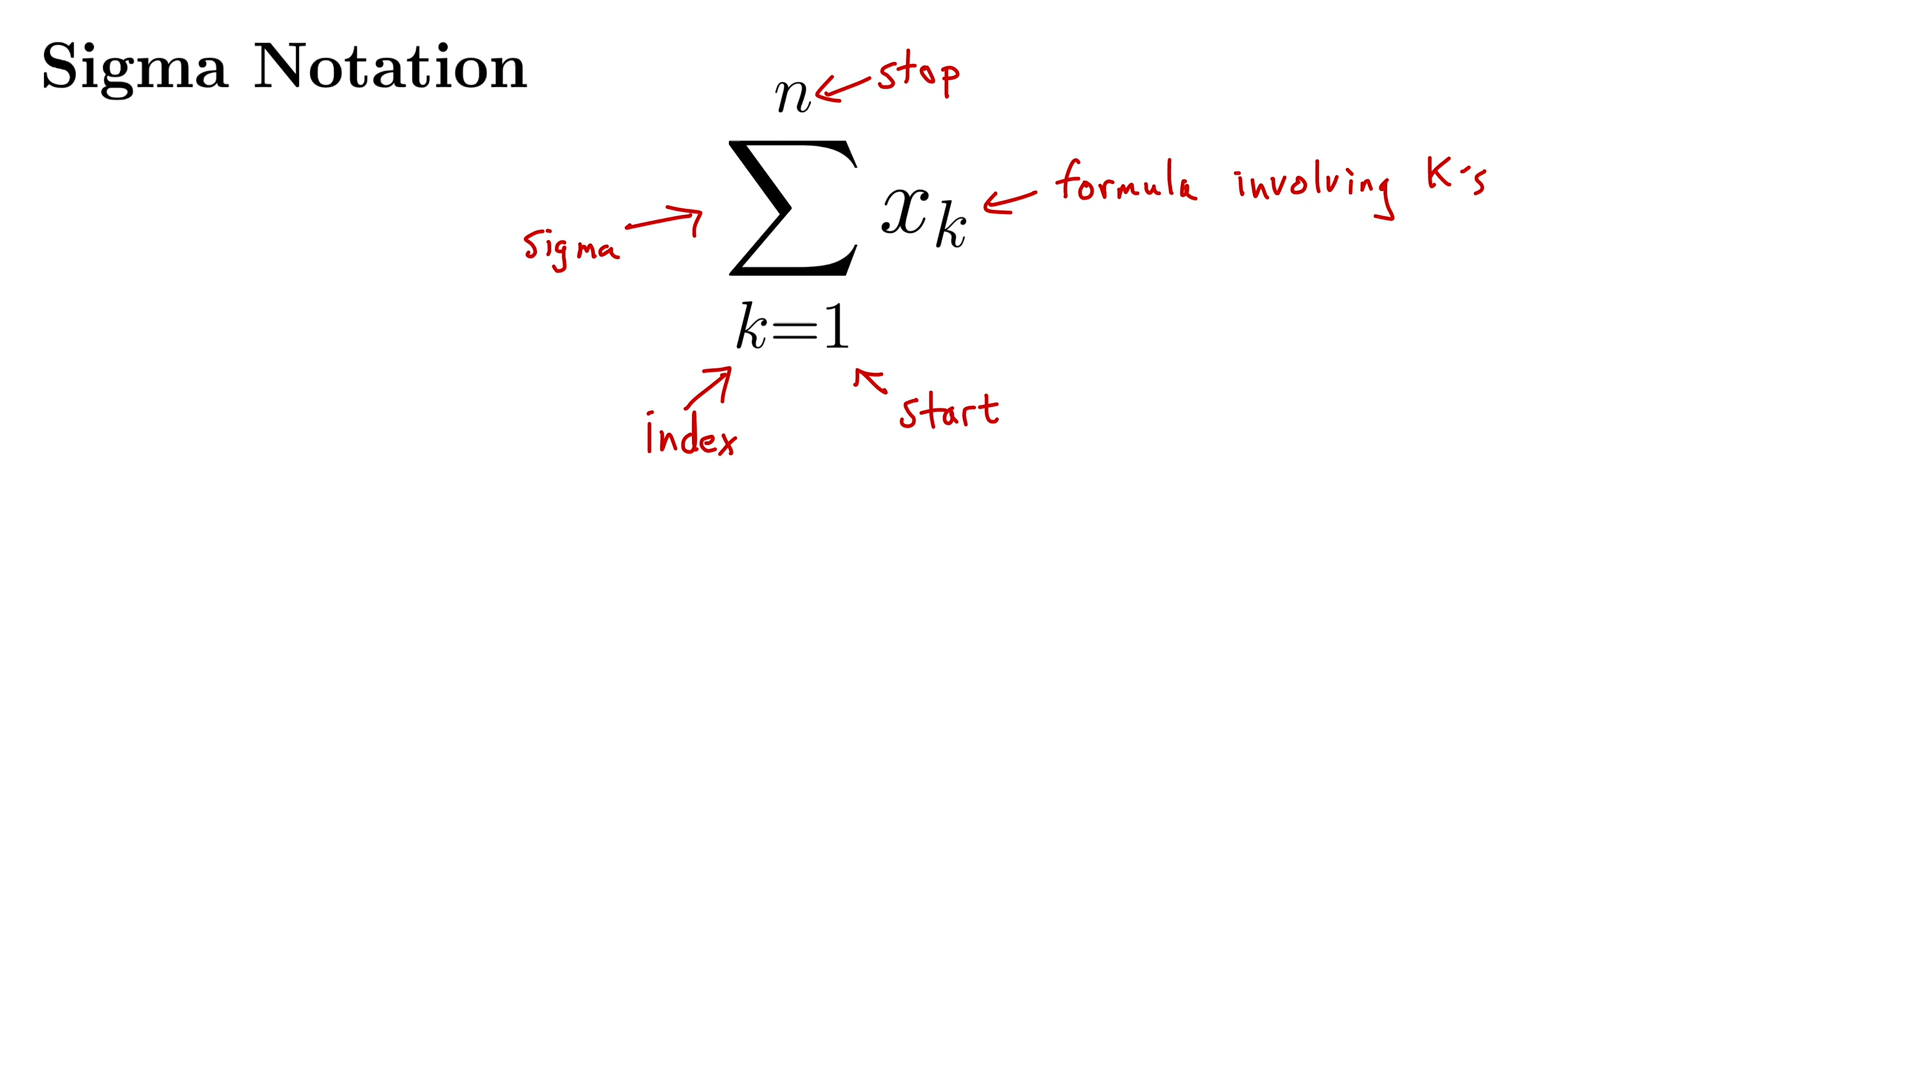 Sigma Notation
n ← stop
∑ x_k ← formula involving K's
sigma →
k=1
index
start